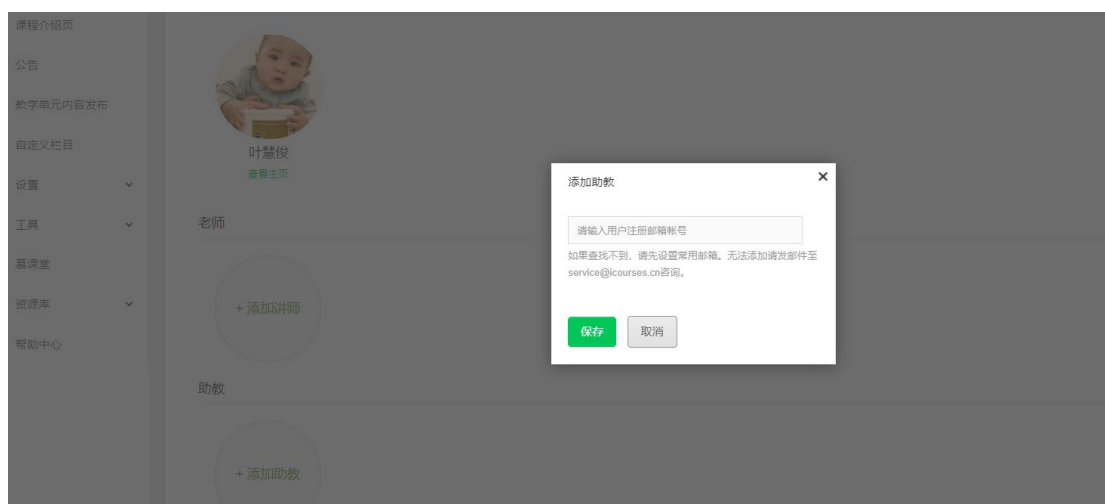 课程介绍页
公告
教学单元内容发布
自定义栏目
设置
工具
慕课堂
资源库
帮助中心
叶慧俊
查看主页
老师
+ 添加讲师
助教
+ 添加助教
添加助教
×
请输入用户注册邮箱帐号
如果查找不到，请先设置常用邮箱。无法添加请发邮件至
service@icourses.cn咨询。
保存
取消